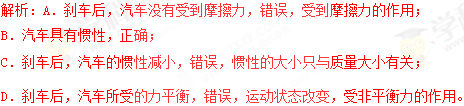 解析：A．刹车后，汽车没有受到摩擦力，错误，受到摩擦力的作用；
B．汽车具有惯性，正确；
C．刹车后，汽车的惯性减小，错误，惯性的大小只与质量大小有关；
D．刹车后，汽车所受的力平衡，错误，运动状态改变，受非平衡力的作用。